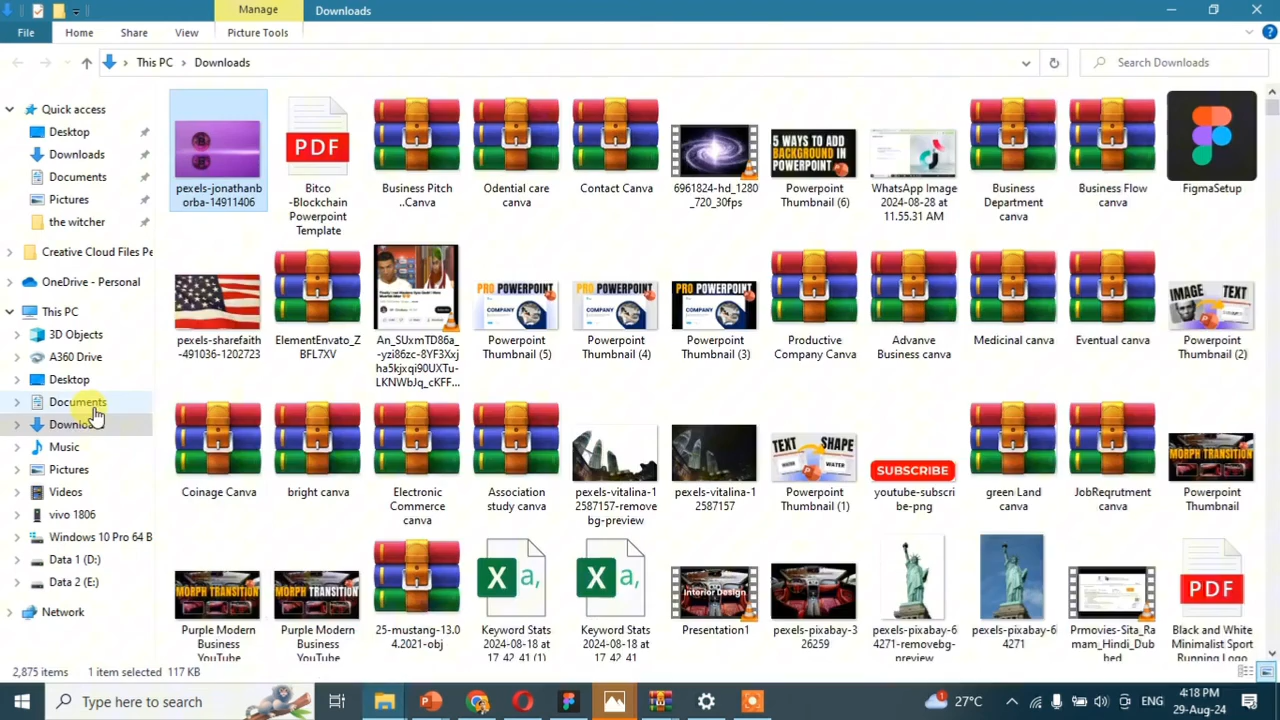 Manage
Downloads
File
Home
Share
View
Picture Tools
This PC
Downloads
Search Downloads
Quick access
Desktop
Downloads
Documents
Pictures
the witcher
Creative Cloud Files Pe
OneDrive - Personal
This PC
3D Objects
A360 Drive
Desktop
Documents
Music
Pictures
Videos
vivo 1806
Windows 10 Pro 64 B
Data 1 (D:)
Data 2 (E:)
Network
pexels-jonathanb
orba-14911406
PDF
Bitco
-Blockchain
Powerpoint
Template
Business Pitch
..Canva
Odential care
canva
Contact Canva
6961824-hd_1280
_720_30fps
5 WAYS TO ADD
BACKGROUND IN
POWERPOINT
Powerpoint
Thumbnail (6)
WhatsApp Image
2024-08-28 at
11.55.31 AM
Business
Department
canva
Business Flow
canva
FigmaSetup
pexels-sharefaith
-491036-1202723
ElementEnvato_Z
BFL7XV
An_SUxmTD86a_
-yzi86zc-8YF3Xxj
ha5kjxqi90UXTu-
LKNWbJq_cKFF...
PRO POWERPOINT
COMPANY
Powerpoint
Thumbnail (5)
PRO POWERPOINT
COMPANY
Powerpoint
Thumbnail (4)
PRO POWERPOINT
COMPANY
Powerpoint
Thumbnail (3)
Productive
Company Canva
Advanve
Business canva
Medicinal canva
Eventual canva
IMAGE TEXT
Powerpoint
Thumbnail (2)
Coinage Canva
bright canva
Electronic
Commerce
canva
Association
study canva
pexels-vitalina-1
2587157-remove
bg-preview
pexels-vitalina-1
2587157
TEXT SHAPE
WATER
Powerpoint
Thumbnail (1)
SUBSCRIBE
youtube-subscri
be-png
green Land
canva
JobReqrutment
canva
MORPH TRANSITION
Powerpoint
Thumbnail
MORPH TRANSITION
Purple Modern
Business
YouTube
MORPH TRANSITION
Purple Modern
Business
YouTube
25-mustang-13.0
4.2021-obj
X a,
Keyword Stats
2024-08-18 at
17_42_41 (1)
X a,
Keyword Stats
2024-08-18 at
17_42_41
Interior Design
Presentation1
pexels-pixabay-3
26259
pexels-pixabay-6
4271-removebg-
preview
pexels-pixabay-6
4271
Prmovies-Sita_Ra
mam_Hindi_Dub
bed
PDF
Black and White
Minimalist Sport
Running Logo
2,875 items
1 item selected 117 KB
Type here to search
27°C
ENG
4:18 PM
29-Aug-24